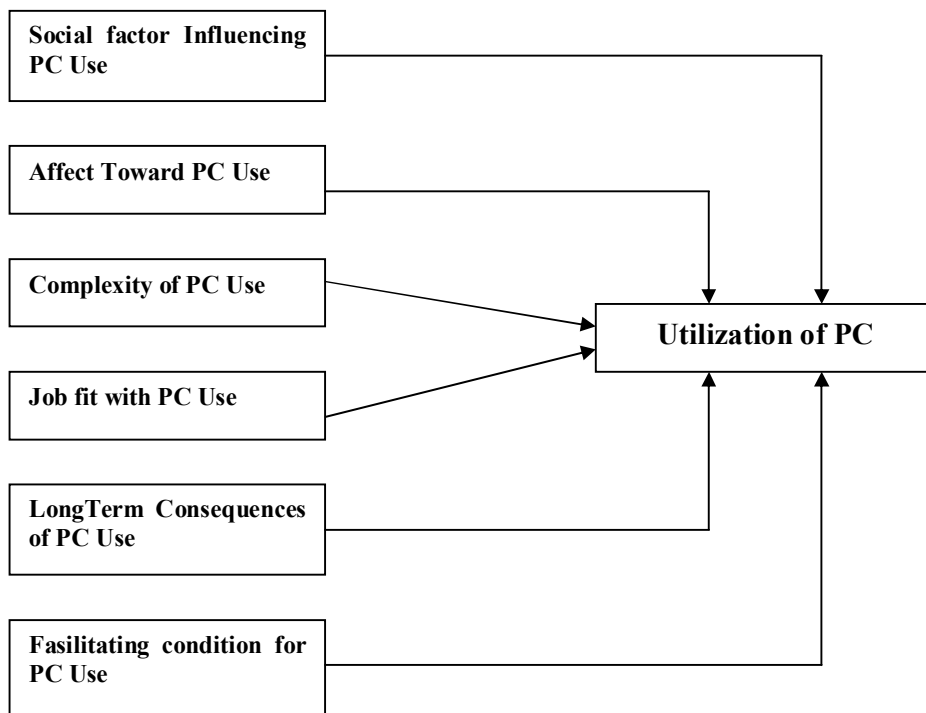 Social factor Influencing
PC Use
Affect Toward PC Use
Complexity of PC Use
Utilization of PC
Job fit with PC Use
LongTerm Consequences
of PC Use
Fasilitating condition for
PC Use